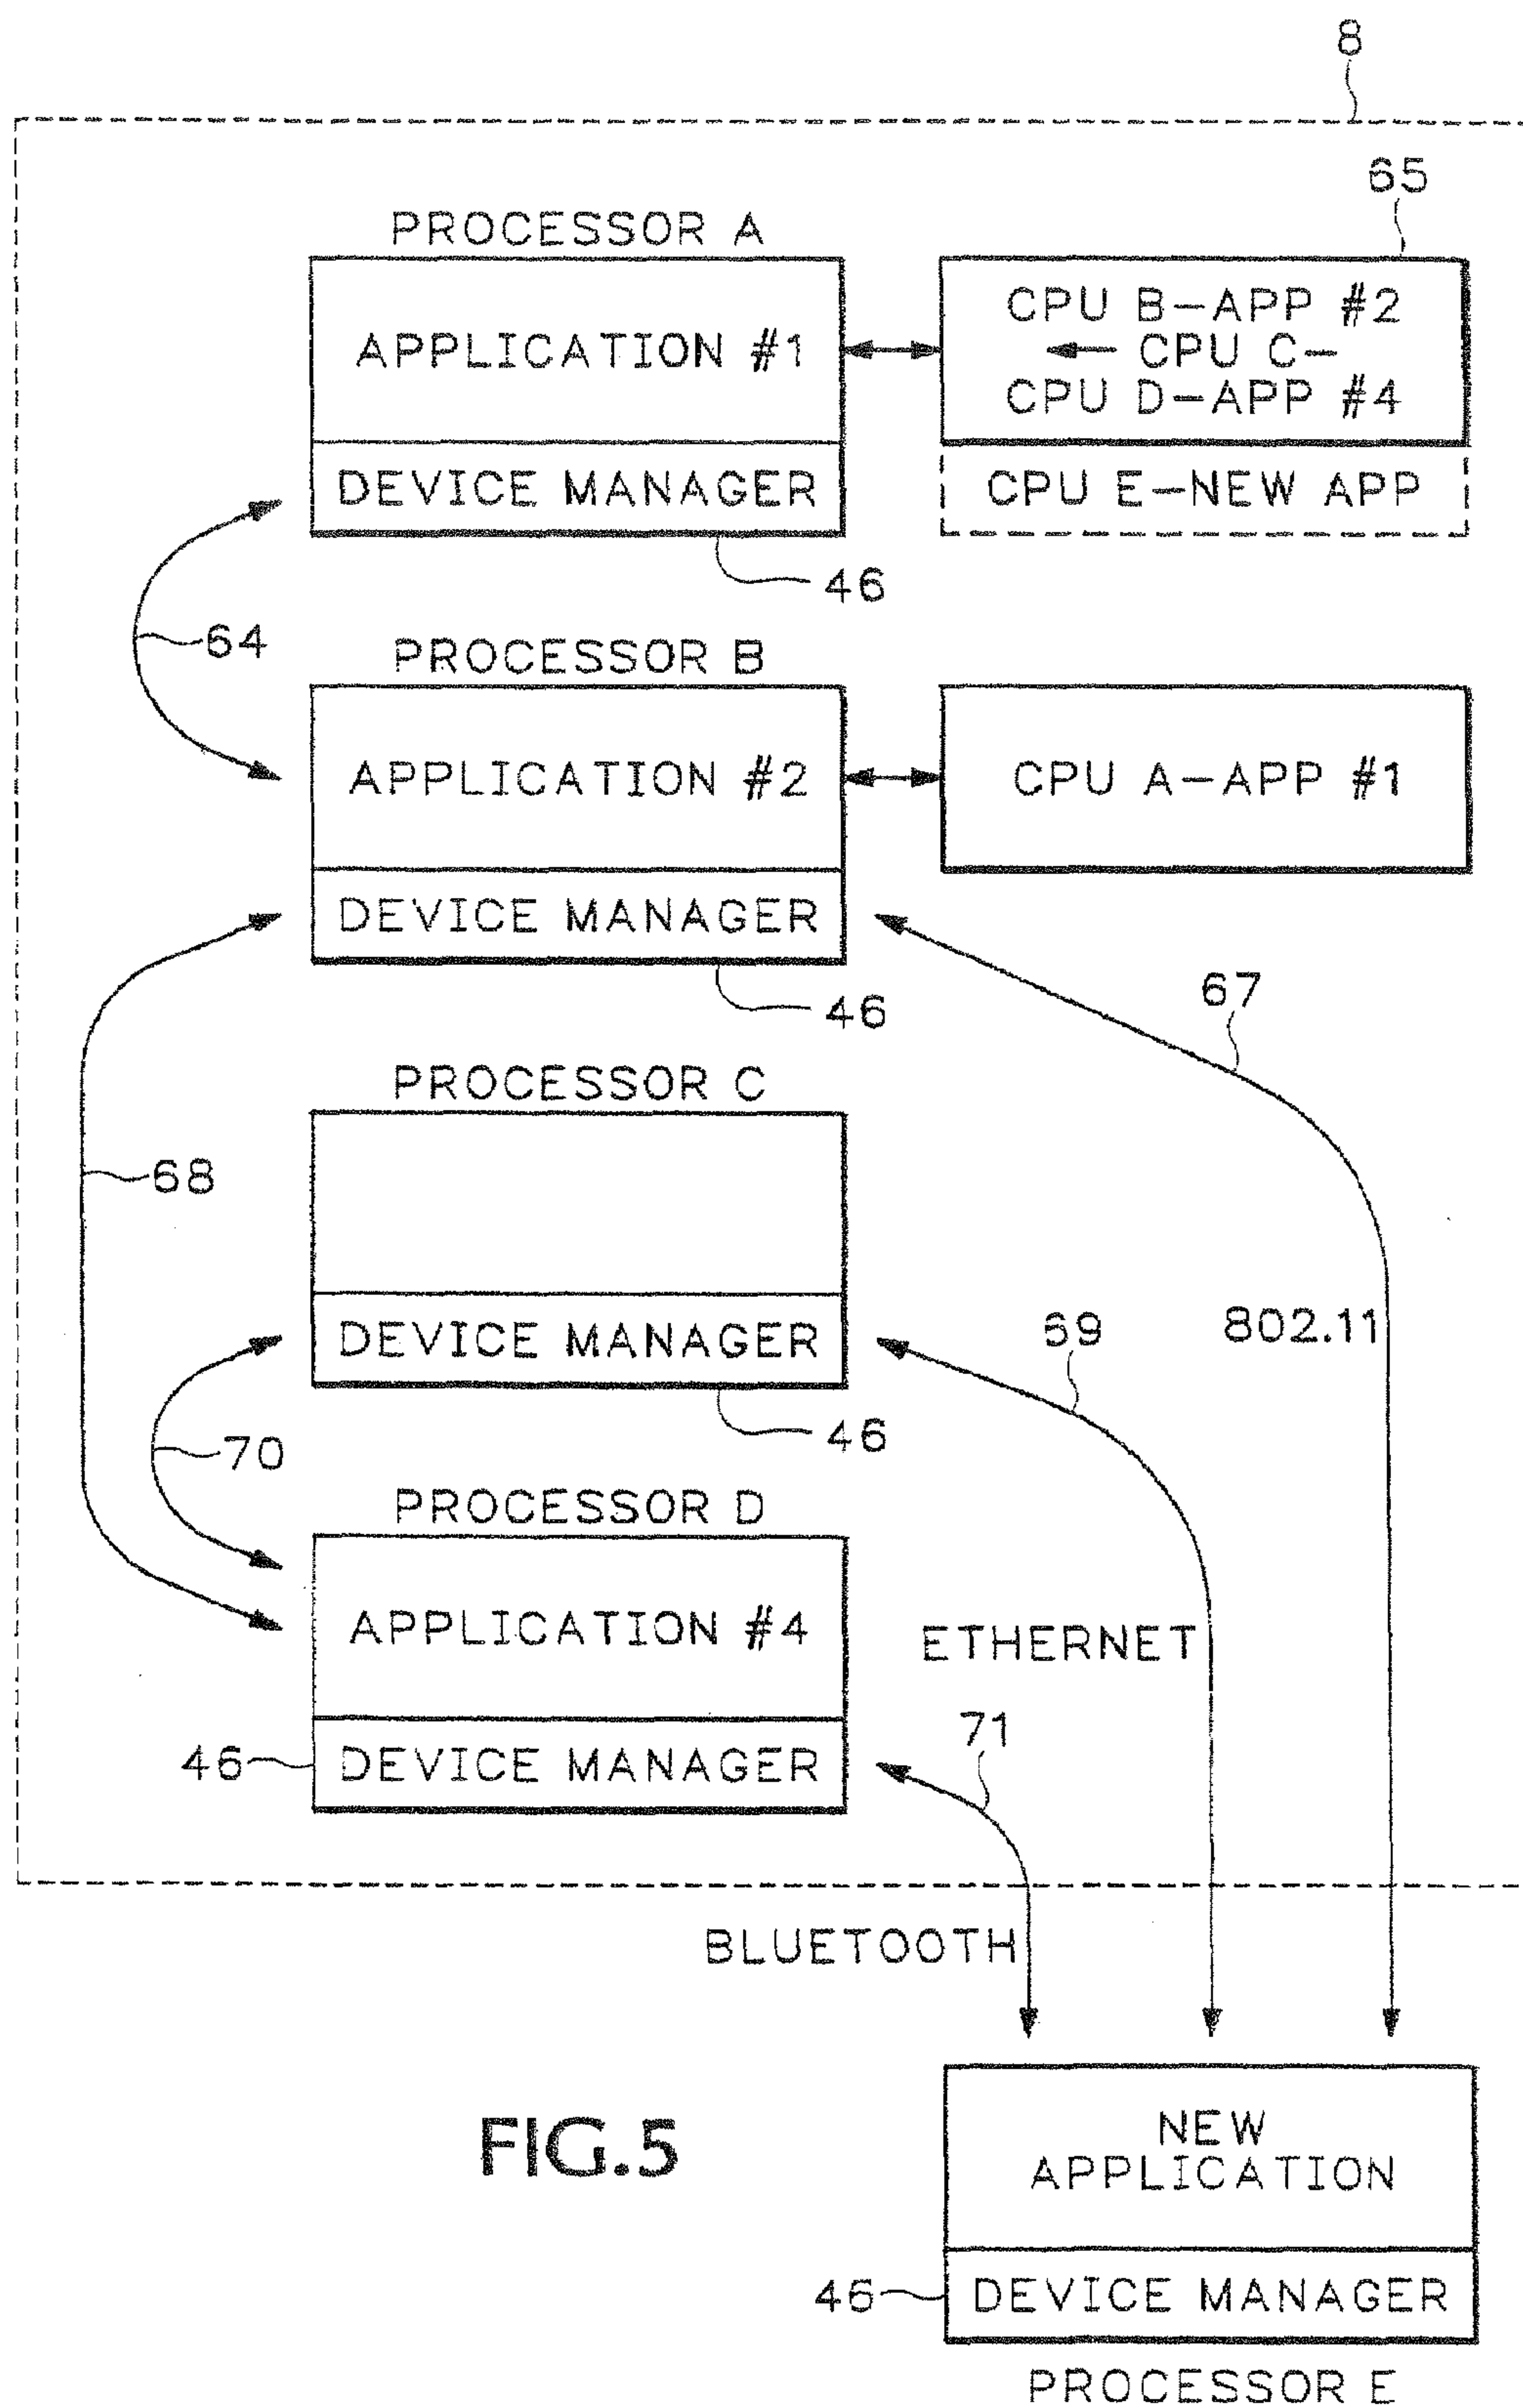 8
65
PROCESSOR A
APPLICATION #1
CPU B-APP #2
← CPU C-
CPU D-APP #4
DEVICE MANAGER
CPU E-NEW APP
46
64
PROCESSOR B
APPLICATION #2
CPU A-APP #1
DEVICE MANAGER
46
67
PROCESSOR C
68
DEVICE MANAGER
69
802.11
46
70
PROCESSOR D
APPLICATION #4
ETHERNET
71
46
DEVICE MANAGER
BLUETOOTH
FIG.5
NEW
APPLICATION
46
DEVICE MANAGER
PROCESSOR E